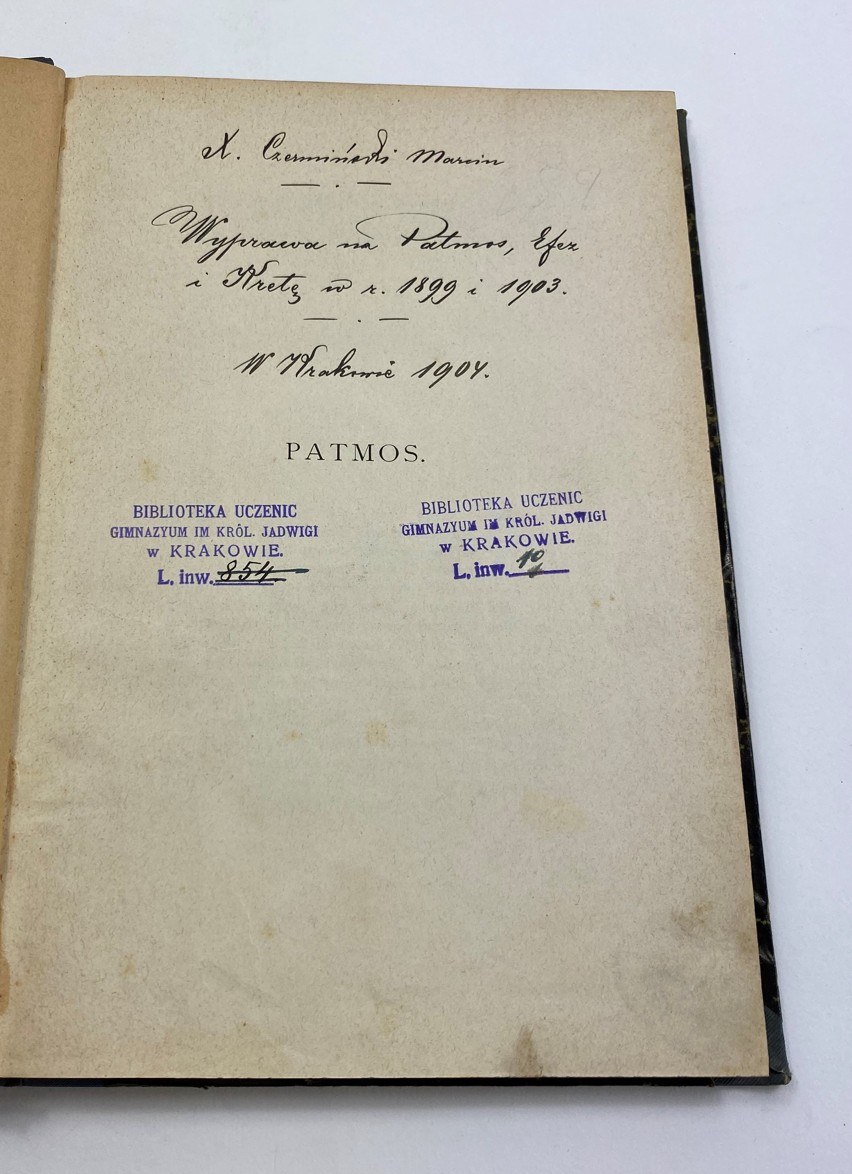 X. Czermiński Marcin
Wyprawa na Patmos, Efez
i Kretę w r. 1899 i 1903.
W Krakowie 1904.
PATMOS.
BIBLIOTEKA UCZENIC
GIMNAZYUM IM KRÔL. JADWIGI
w KRAKOWIE.
L. inw. 854.
BIBLIOTEKA UCZENIC
GIMNAZYUM IM KRÓL. JADWIGI
w KRAKOWIE.
L. inw.